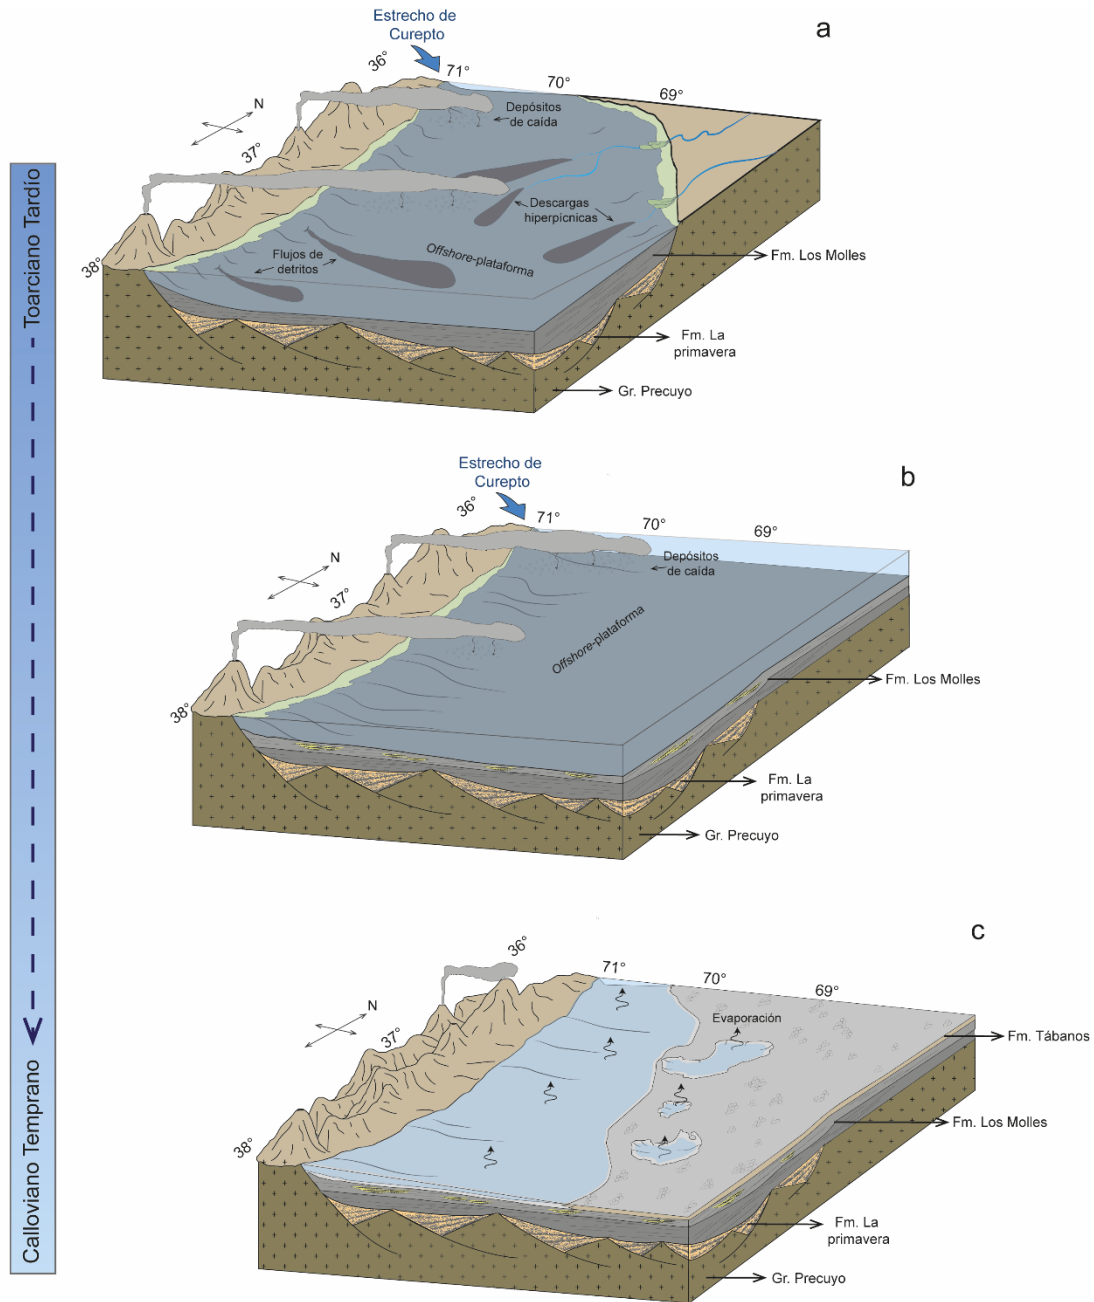 Estrecho de
Curepto
a
36°
71°
70°
69°
N
Depósitos
de caída
37°
Descargas
hiperpícnicas
Offshore-plataforma
Flujos de
detritos
38°
Fm. Los Molles
Fm. La
primavera
Gr. Precuyo
Toarciano Tardío
Estrecho de
Curepto
b
36°
71°
70°
69°
N
Depósitos
de caída
37°
Offshore-plataforma
38°
Fm. Los Molles
Fm. La
primavera
Gr. Precuyo
c
36°
71°
70°
69°
N
Evaporación
37°
38°
Fm. Tábanos
Fm. Los Molles
Fm. La
primavera
Gr. Precuyo
Calloviano Temprano